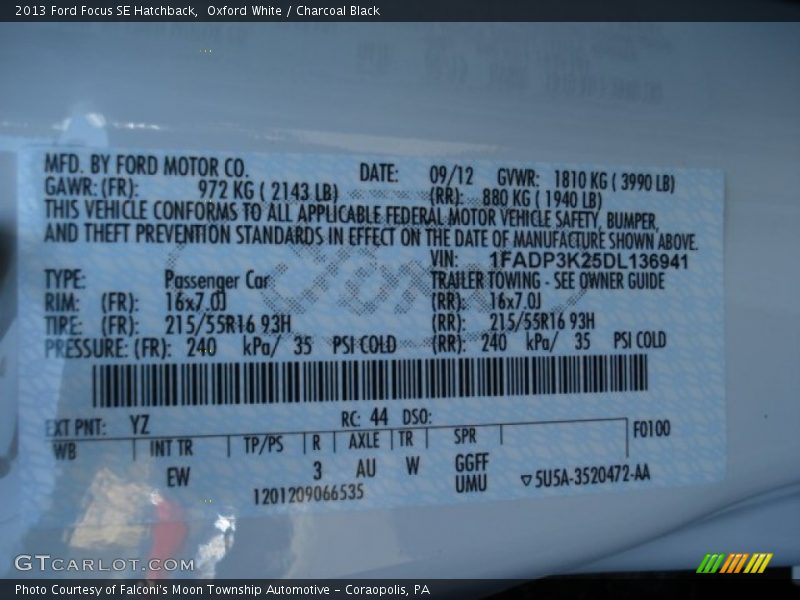 2013 Ford Focus SE Hatchback, Oxford White / Charcoal Black
MFD. BY FORD MOTOR CO. DATE: 09/12 GVWR: 1810 KG ( 3990 LB)
GAWR: (FR): 972 KG ( 2143 LB) (RR): 880 KG ( 1940 LB)
THIS VEHICLE CONFORMS TO ALL APPLICABLE FEDERAL MOTOR VEHICLE SAFETY, BUMPER,
AND THEFT PREVENTION STANDARDS IN EFFECT ON THE DATE OF MANUFACTURE SHOWN ABOVE.
VIN: 1FADP3K25DL136941
TYPE: Passenger Car TRAILER TOWING - SEE OWNER GUIDE
RIM: (FR): 16x7.0J (RR): 16x7.0J
TIRE: (FR): 215/55R16 93H (RR): 215/55R16 93H
PRESSURE: (FR): 240 kPa/ 35 PSI COLD (RR): 240 kPa/ 35 PSI COLD
EXT PNT: YZ RC: 44 DSO:
WB INT TR TP/PS R AXLE TR SPR F0100
EW 3 AU W GGFF
UMU ▽5U5A-3520472-AA
1201209066535
GTCARLOT.COM
Photo Courtesy of Falconi's Moon Township Automotive - Coraopolis, PA